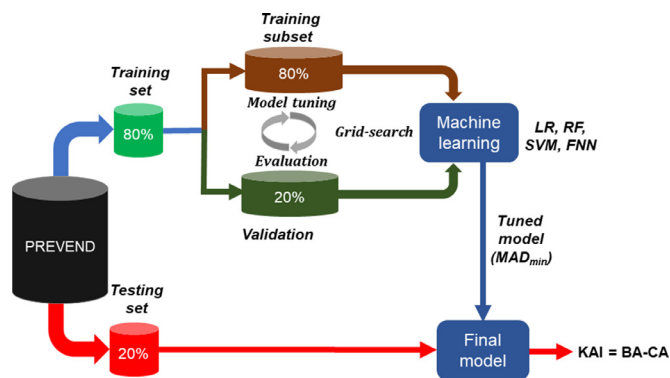 Training
subset
80%
Training
set
80%
Model tuning
Grid-search
Evaluation
Machine
learning
LR, RF,
SVM, FNN
20%
Validation
PREVEND
Tuned
model
(MADmin)
Testing
set
20%
Final
model
KAI = BA-CA